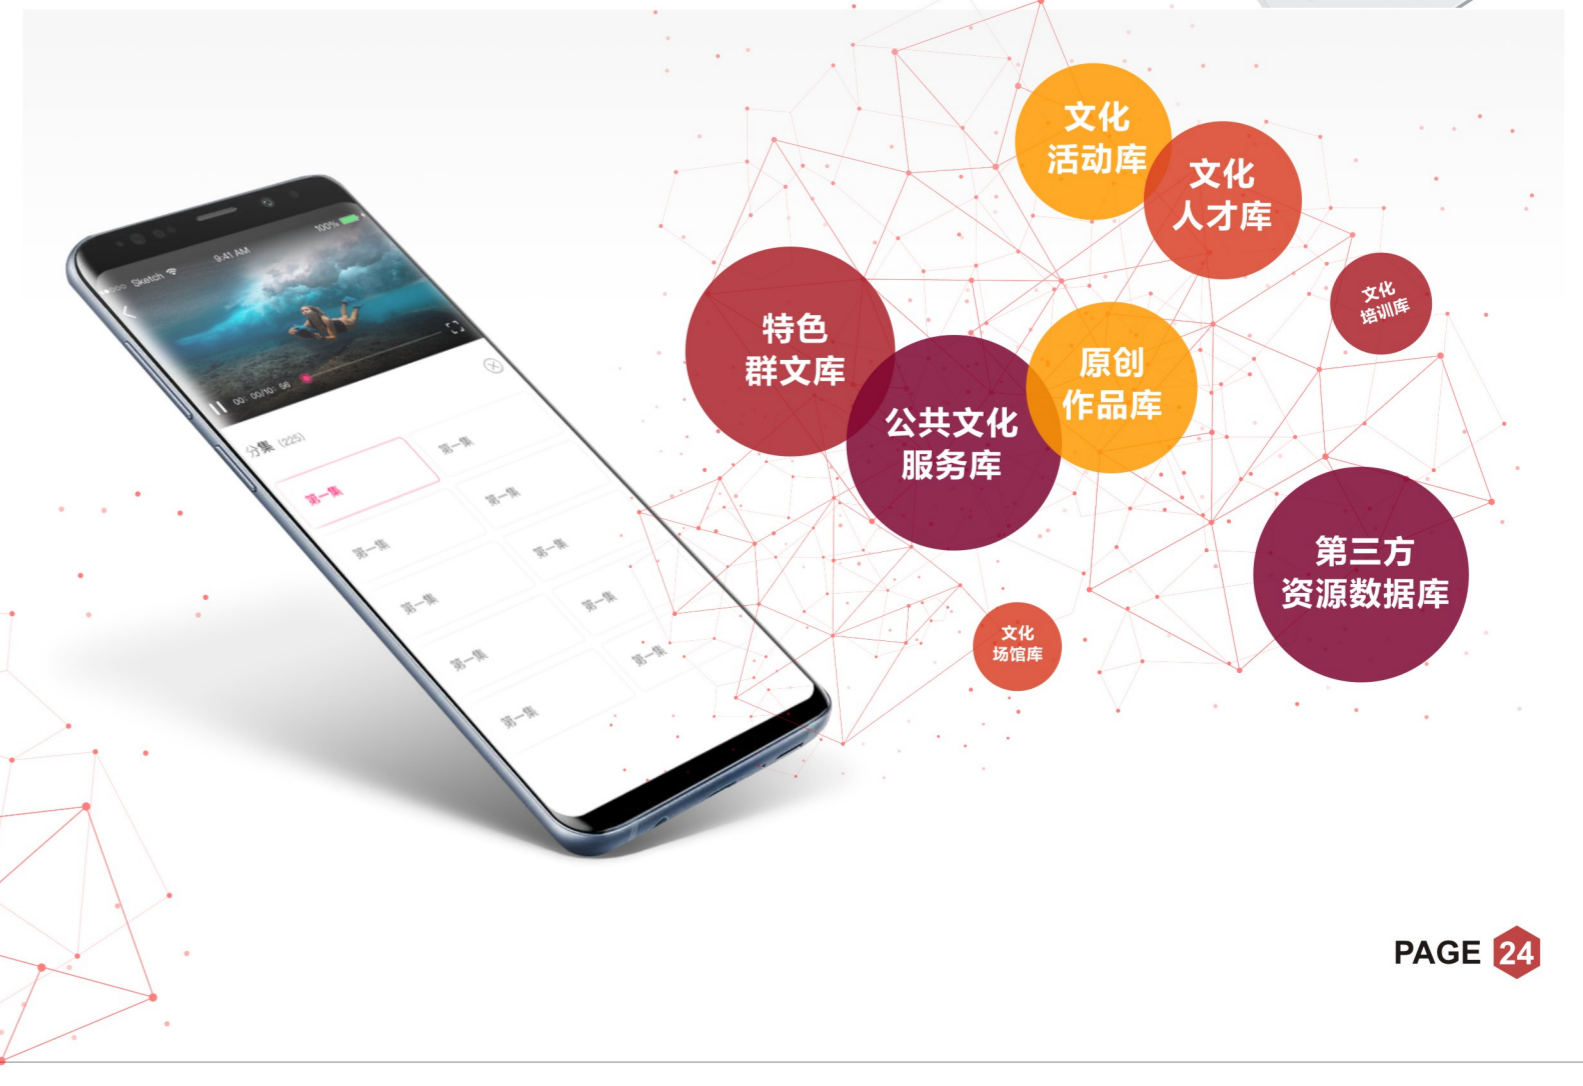 文化
活动库
文化
人才库
文化
培训库
特色
群文库
原创
作品库
公共文化
服务库
第三方
资源数据库
文化
场馆库
Sketch
9:41 AM
100%
00: 00/10: 56
分集 (225)
第一集
第一集
第一集
第一集
第一集
第一集
第一集
第一集
第一集
第一集
PAGE 24